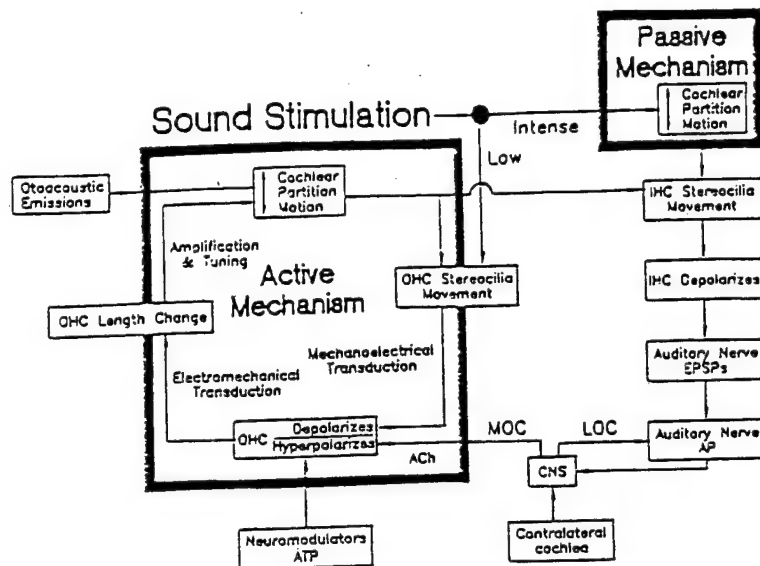 Passive
Mechanism
Cochlear
Partition
Motion
Sound Stimulation
Intense
Low
Otoacoustic
Emissions
Cochlear
Partition
Motion
IHC Stereocilia
Movement
Amplification
& Tuning
Active
Mechanism
OHC Stereocilia
Movement
IHC Depolarizes
OHC Length Change
Mechanoelectrical
Transduction
Electromechanical
Transduction
Auditory Nerve
EPSPs
OHC
Depolarizes
Hyperpolarizes
MOC
LOC
ACh
Auditory Nerve
AP
CNS
Neuromodulators
ATP
Contralateral
cochlea